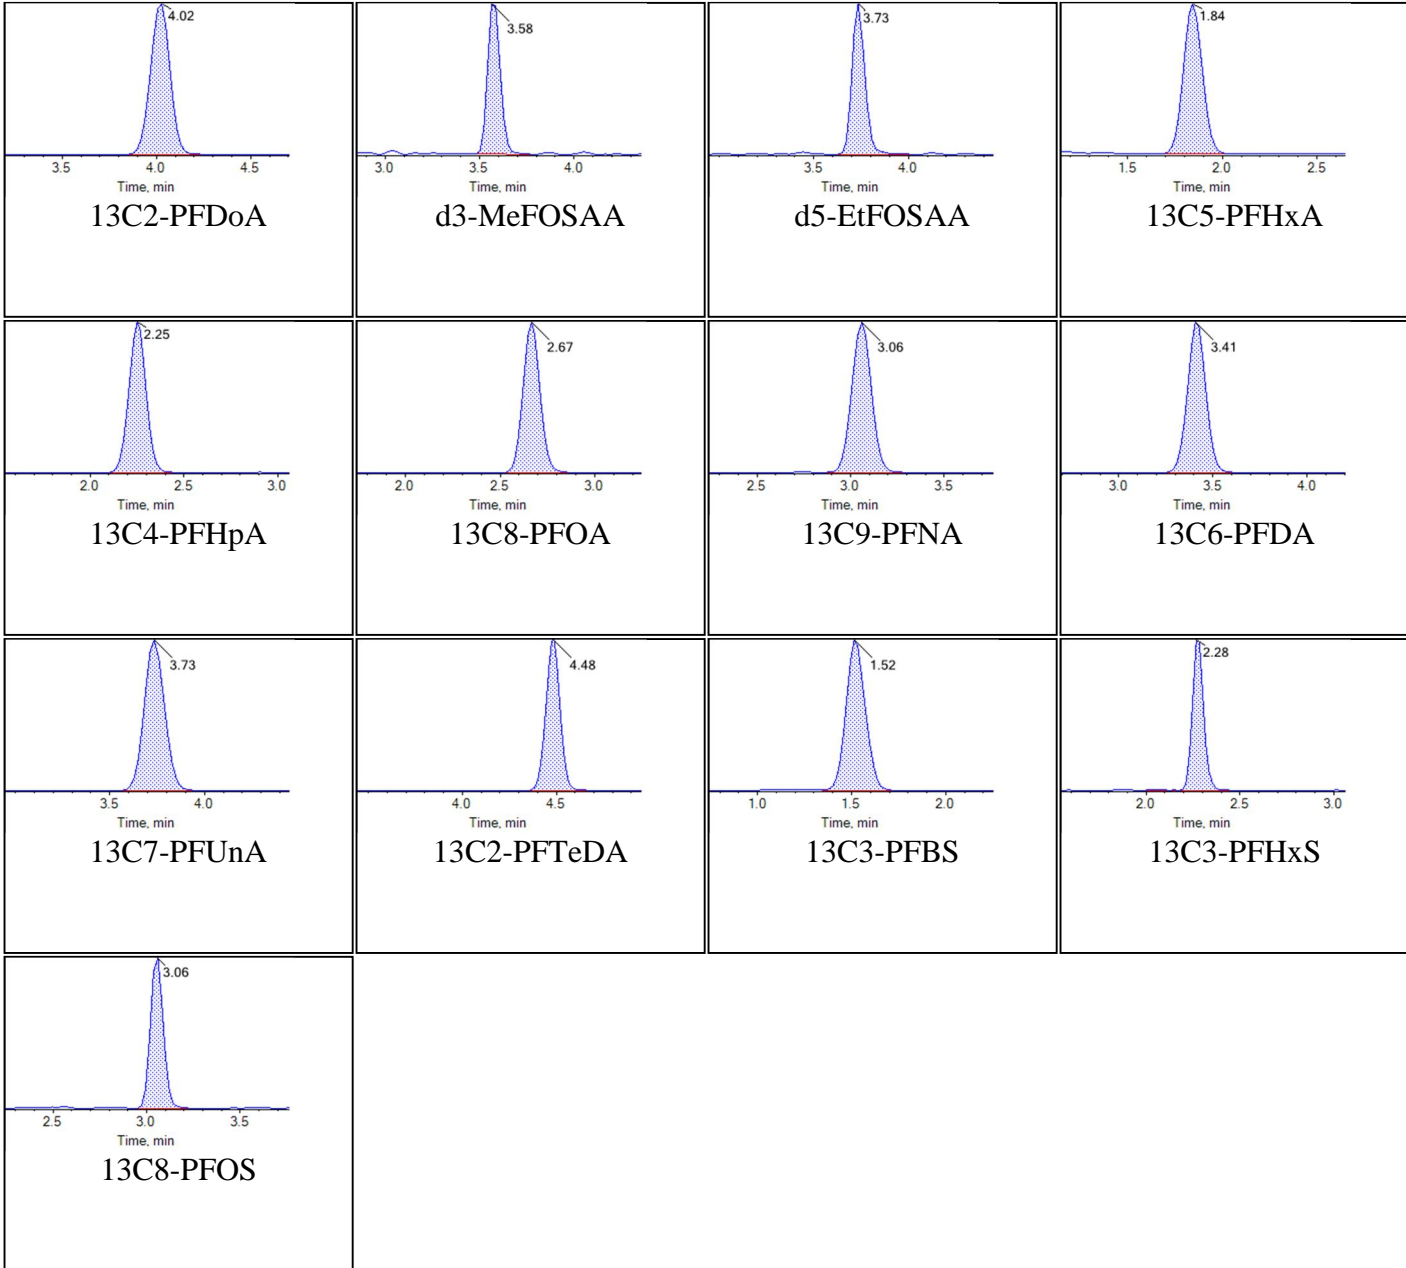 4.02
3.5 4.0 4.5
Time, min
13C2-PFDoA
3.58
3.0 3.5 4.0
Time, min
d3-MeFOSAA
3.73
3.5 4.0
Time, min
d5-EtFOSAA
1.84
1.5 2.0 2.5
Time, min
13C5-PFHxA
2.25
2.0 2.5 3.0
Time, min
13C4-PFHpA
2.67
2.0 2.5 3.0
Time, min
13C8-PFOA
3.06
2.5 3.0 3.5
Time, min
13C9-PFNA
3.41
3.0 3.5 4.0
Time, min
13C6-PFDA
3.73
3.5 4.0
Time, min
13C7-PFUnA
4.48
4.0 4.5
Time, min
13C2-PFTeDA
1.52
1.0 1.5 2.0
Time, min
13C3-PFBS
2.28
2.0 2.5 3.0
Time, min
13C3-PFHxS
3.06
2.5 3.0 3.5
Time, min
13C8-PFOS